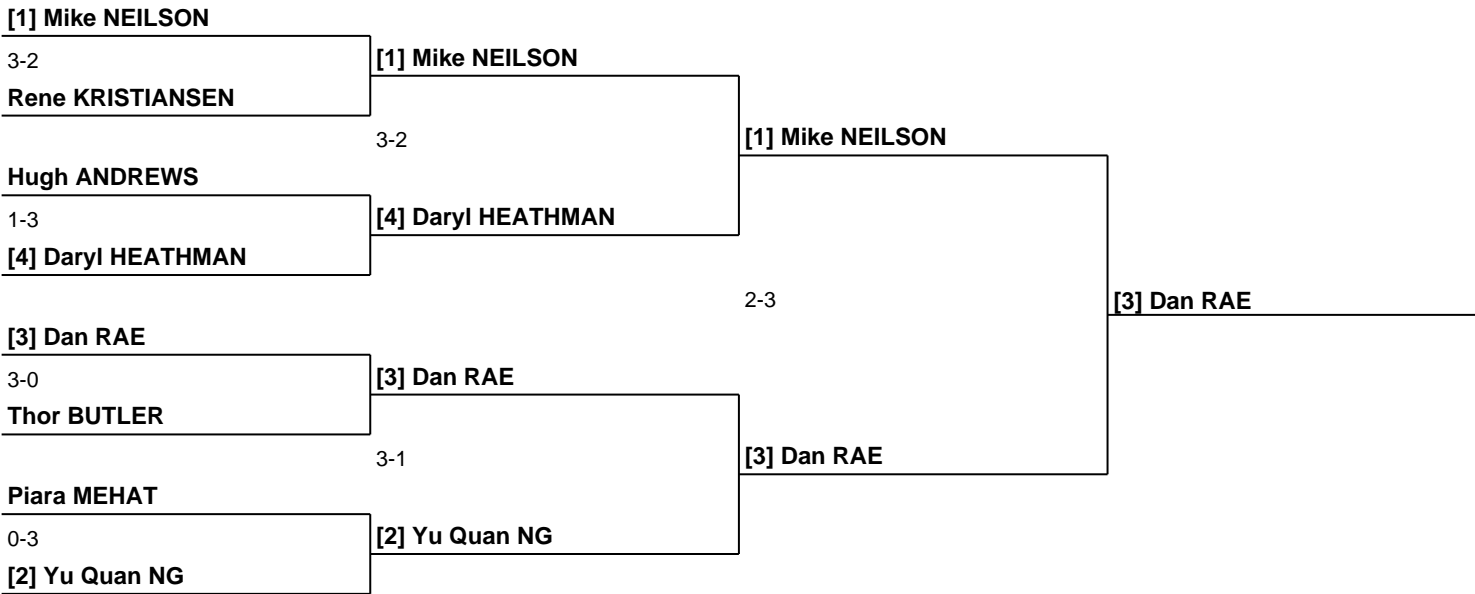 [1] Mike NEILSON
3-2
[1] Mike NEILSON
Rene KRISTIANSEN
3-2
[1] Mike NEILSON
Hugh ANDREWS
1-3
[4] Daryl HEATHMAN
[4] Daryl HEATHMAN
2-3
[3] Dan RAE
[3] Dan RAE
3-0
[3] Dan RAE
Thor BUTLER
3-1
[3] Dan RAE
Piara MEHAT
0-3
[2] Yu Quan NG
[2] Yu Quan NG